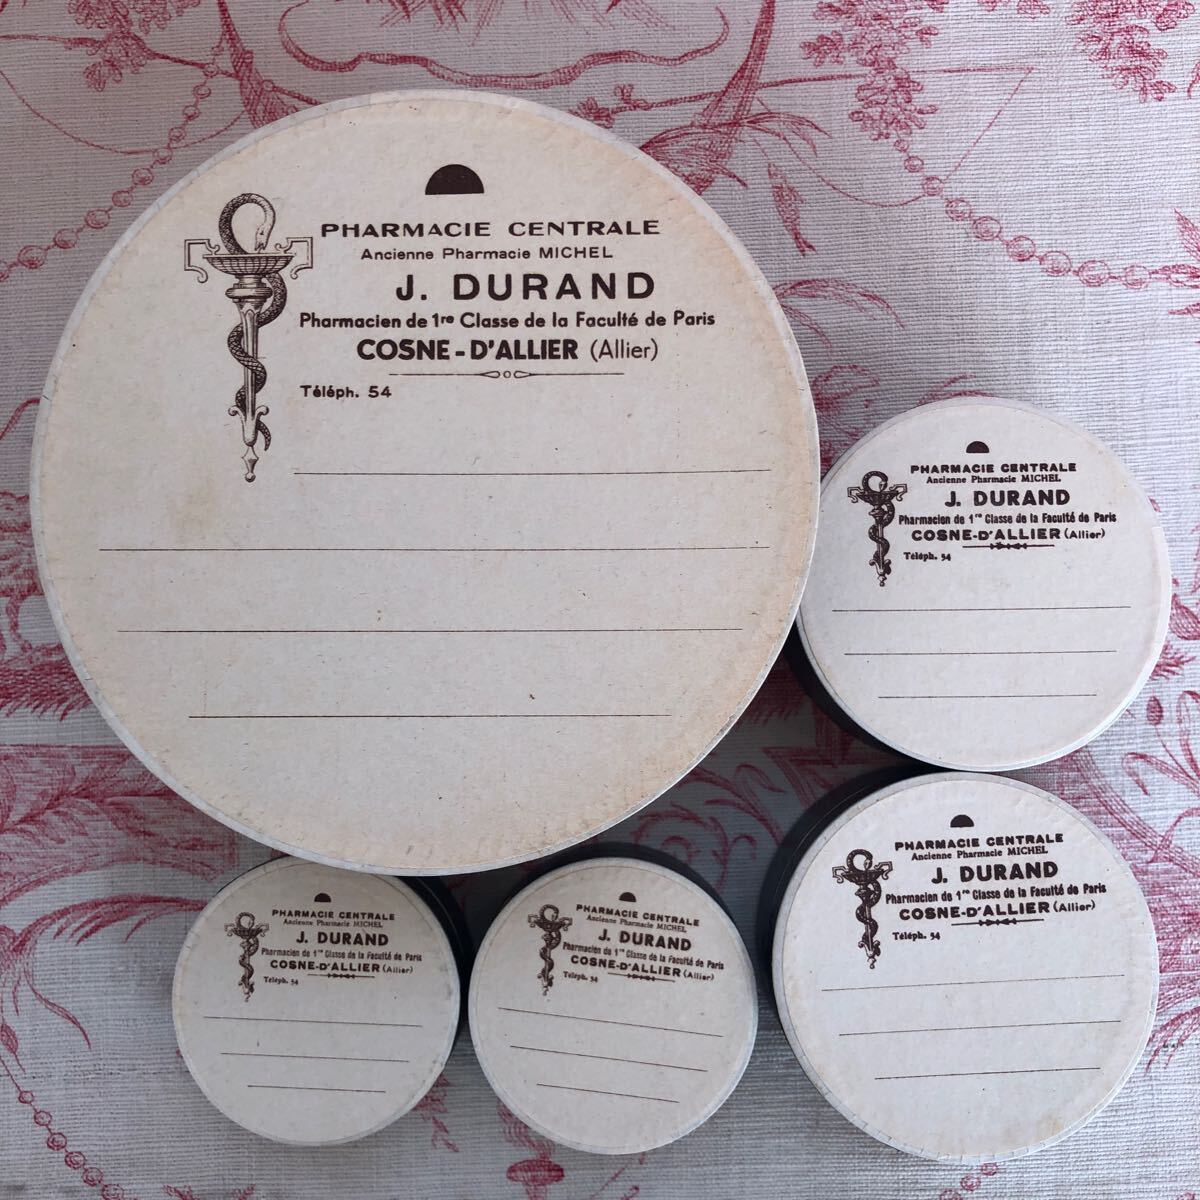 PHARMACIE CENTRALE
Ancienne Pharmacie MICHEL
J. DURAND
Pharmacien de 1re Classe de la Faculté de Paris
COSNE-D'ALLIER (Allier)
Téléph. 54
PHARMACIE CENTRALE
Ancienne Pharmacie MICHEL
J. DURAND
Pharmacien de 1re Classe de la Faculté de Paris
COSNE-D'ALLIER (Allier)
Téléph. 54
PHARMACIE CENTRALE
Ancienne Pharmacie MICHEL
J. DURAND
Pharmacien de 1re Classe de la Faculté de Paris
COSNE-D'ALLIER (Allier)
Téléph. 54
PHARMACIE CENTRALE
Ancienne Pharmacie MICHEL
J. DURAND
Pharmacien de 1re Classe de la Faculté de Paris
COSNE-D'ALLIER (Allier)
Téleph. 54
PHARMACIE CENTRALE
Ancienne Pharmacie MICHEL
J. DURAND
Pharmacien de 1re Classe de la Faculté de Paris
COSNE-D'ALLIER (Allier)
Téleph. 54